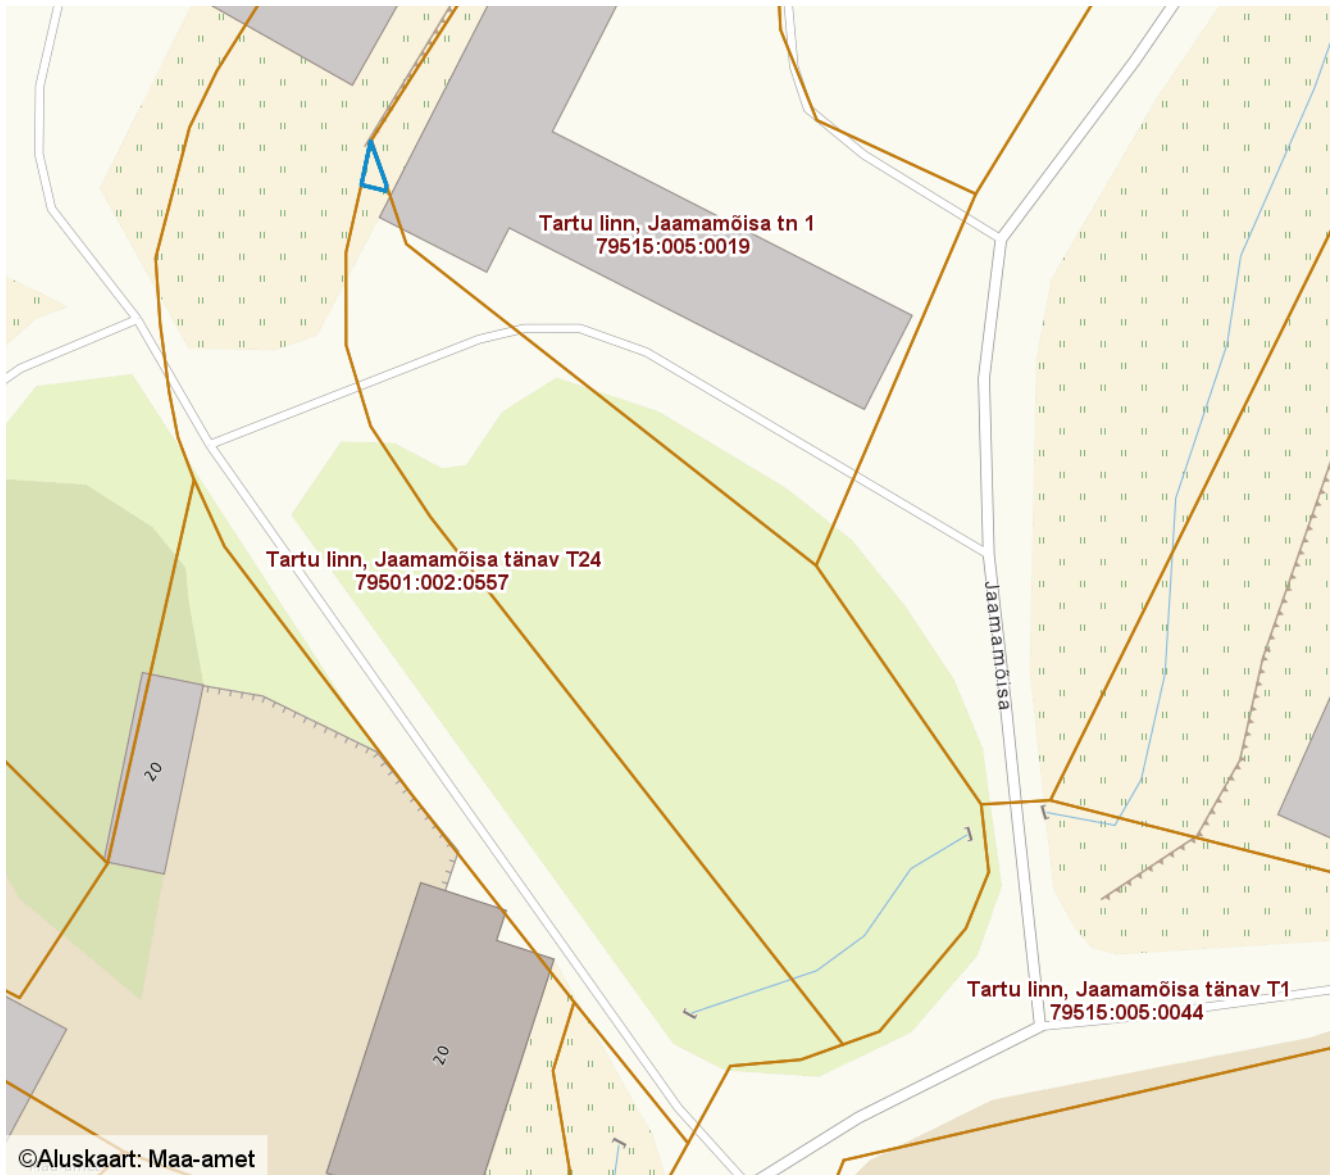 Tartu linn, Jaamamõisa tn 1
79515:005:0019
Tartu linn, Jaamamõisa tänav T24
79501:002:0557
Jaamamõisa
20
Tartu linn, Jaamamõisa tänav T1
79515:005:0044
20
©Aluskaart: Maa-amet